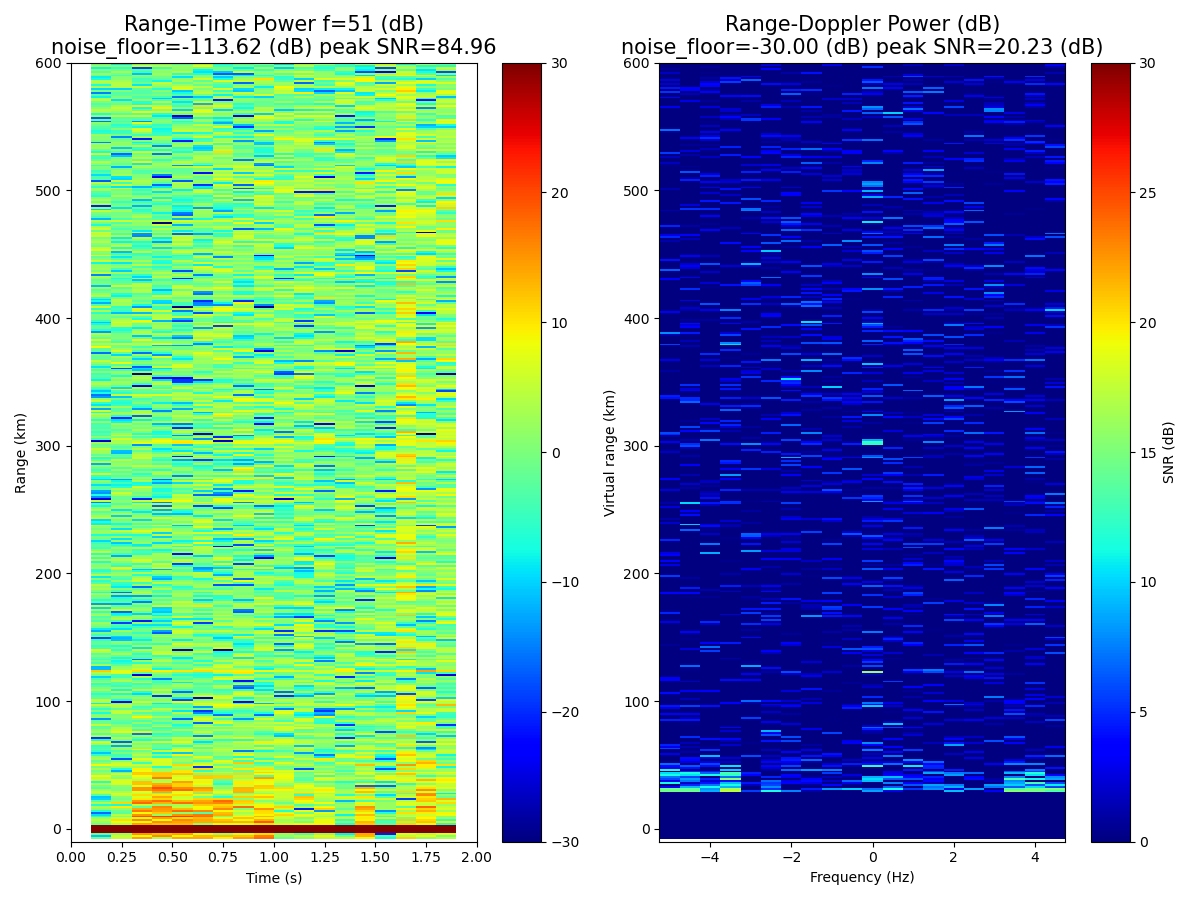 Range-Time Power f=51 (dB)
noise_floor=-113.62 (dB) peak SNR=84.96
Range (km)
600
500
400
300
200
100
0
0.00 0.25 0.50 0.75 1.00 1.25 1.50 1.75 2.00
Time (s)
30
20
10
0
−10
−20
−30
Range-Doppler Power (dB)
noise_floor=-30.00 (dB) peak SNR=20.23 (dB)
Virtual range (km)
600
500
400
300
200
100
0
−4 −2 0 2 4
Frequency (Hz)
30
25
20
15
10
5
0
SNR (dB)